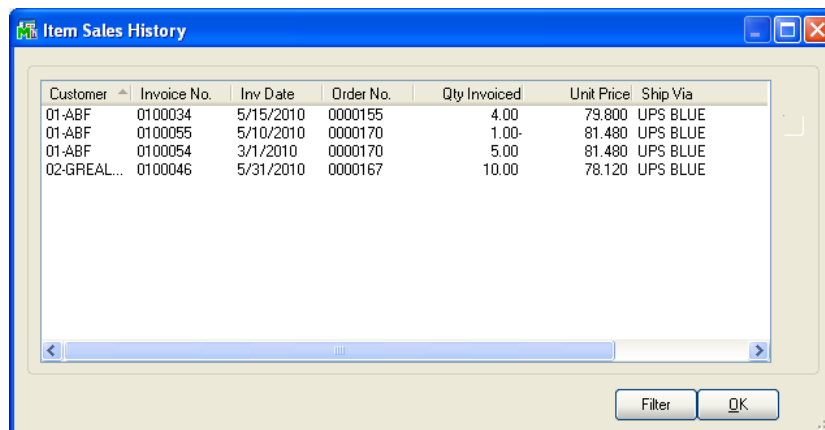 Item Sales History
Customer Invoice No. Inv Date Order No. Qty Invoiced Unit Price Ship Via
01-ABF 0100034 5/15/2010 0000155 4.00 79.800 UPS BLUE
01-ABF 0100055 5/10/2010 0000170 1.00- 81.480 UPS BLUE
01-ABF 0100054 3/1/2010 0000170 5.00 81.480 UPS BLUE
02-GREAL... 0100046 5/31/2010 0000167 10.00 78.120 UPS BLUE
Filter OK